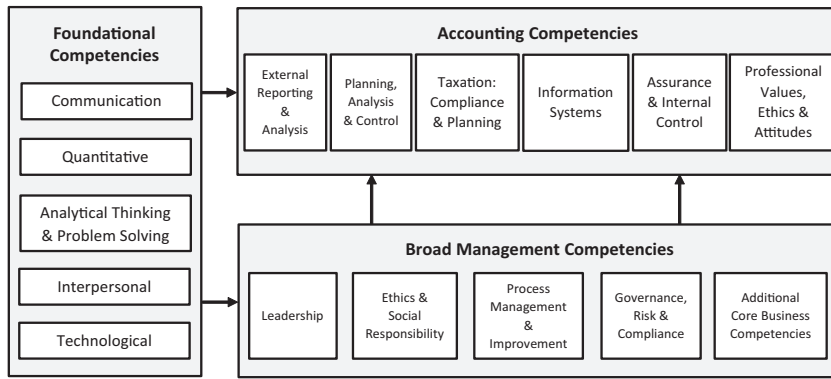 Foundational
Competencies
Communication
Quantitative
Analytical Thinking
& Problem Solving
Interpersonal
Technological
Accounting Competencies
External
Reporting
&
Analysis
Planning,
Analysis
& Control
Taxation:
Compliance
& Planning
Information
Systems
Assurance
& Internal
Control
Professional
Values,
Ethics &
Attitudes
Broad Management Competencies
Leadership
Ethics &
Social
Responsibility
Process
Management
&
Improvement
Governance,
Risk &
Compliance
Additional
Core Business
Competencies